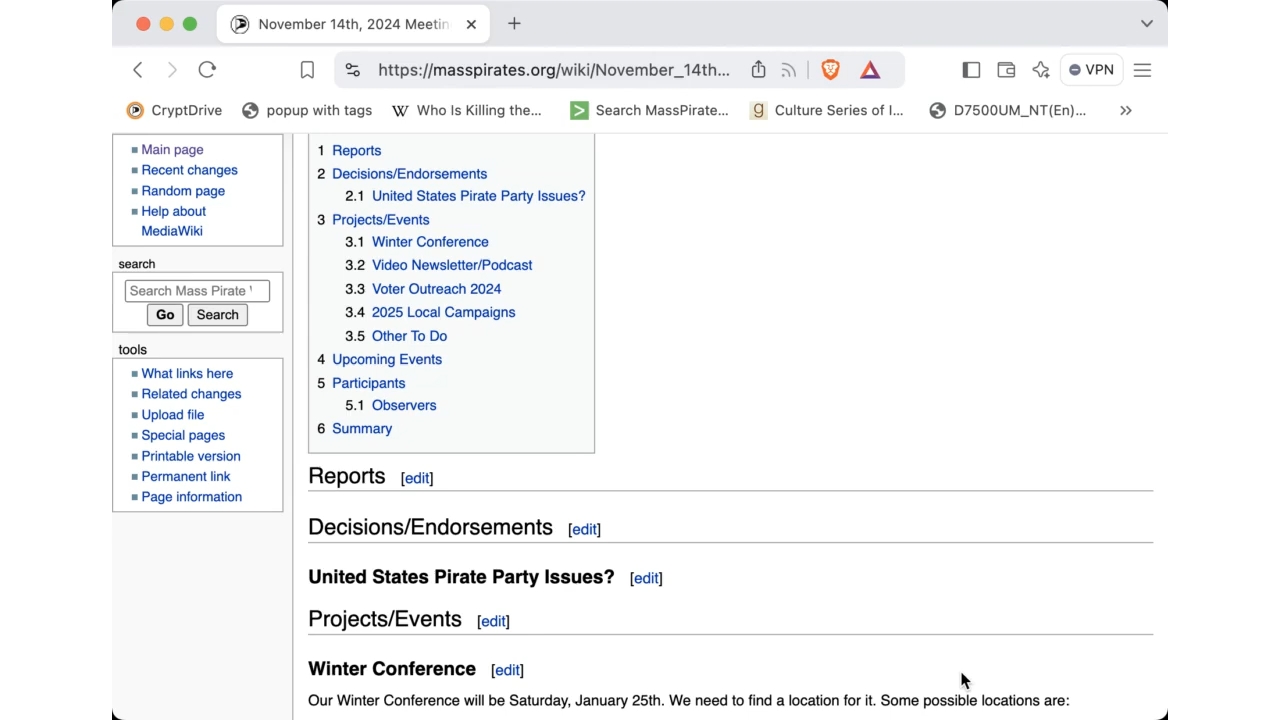 November 14th, 2024 Meetin
https://masspirates.org/wiki/November_14th...
VPN
CryptDrive popup with tags Who Is Killing the... Search MassPirate... Culture Series of I... D7500UM_NT(En)...
Main page
Recent changes
Random page
Help about
MediaWiki
search
Search Mass Pirate
Go Search
tools
What links here
Related changes
Upload file
Special pages
Printable version
Permanent link
Page information
1 Reports
2 Decisions/Endorsements
2.1 United States Pirate Party Issues?
3 Projects/Events
3.1 Winter Conference
3.2 Video Newsletter/Podcast
3.3 Voter Outreach 2024
3.4 2025 Local Campaigns
3.5 Other To Do
4 Upcoming Events
5 Participants
5.1 Observers
6 Summary
Reports [edit]
Decisions/Endorsements [edit]
United States Pirate Party Issues? [edit]
Projects/Events [edit]
Winter Conference [edit]
Our Winter Conference will be Saturday, January 25th. We need to find a location for it. Some possible locations are: